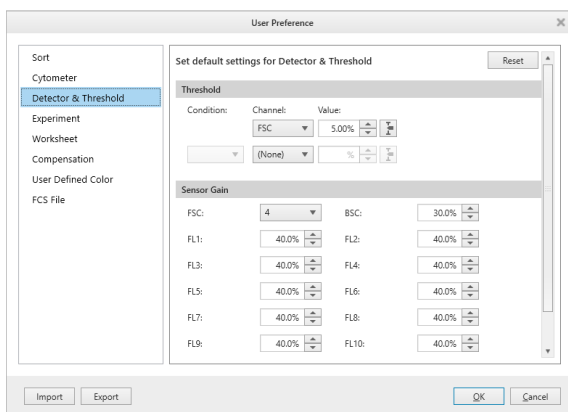 User Preference
Sort
Cytometer
Detector & Threshold
Experiment
Worksheet
Compensation
User Defined Color
FCS File
Set default settings for Detector & Threshold Reset
Threshold
Condition: Channel: Value:
FSC 5.00%
(None) %
Sensor Gain
FSC: 4 BSC: 30.0%
FL1: 40.0% FL2: 40.0%
FL3: 40.0% FL4: 40.0%
FL5: 40.0% FL6: 40.0%
FL7: 40.0% FL8: 40.0%
FL9: 40.0% FL10: 40.0%
Import Export OK Cancel